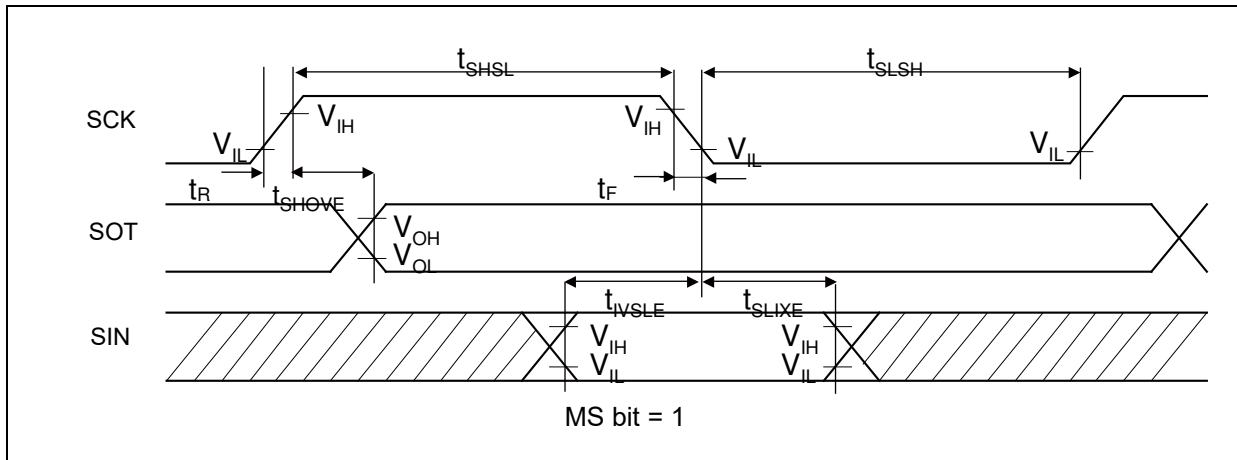 tSHSL
tSLSH
SCK
VIH
VIH
VIL
VIL
VIL
tR
tSHOVE
tF
SOT
VOH
VOL
tIVSLE
tSLIXE
SIN
VIH
VIH
VIL
VIL
MS bit = 1